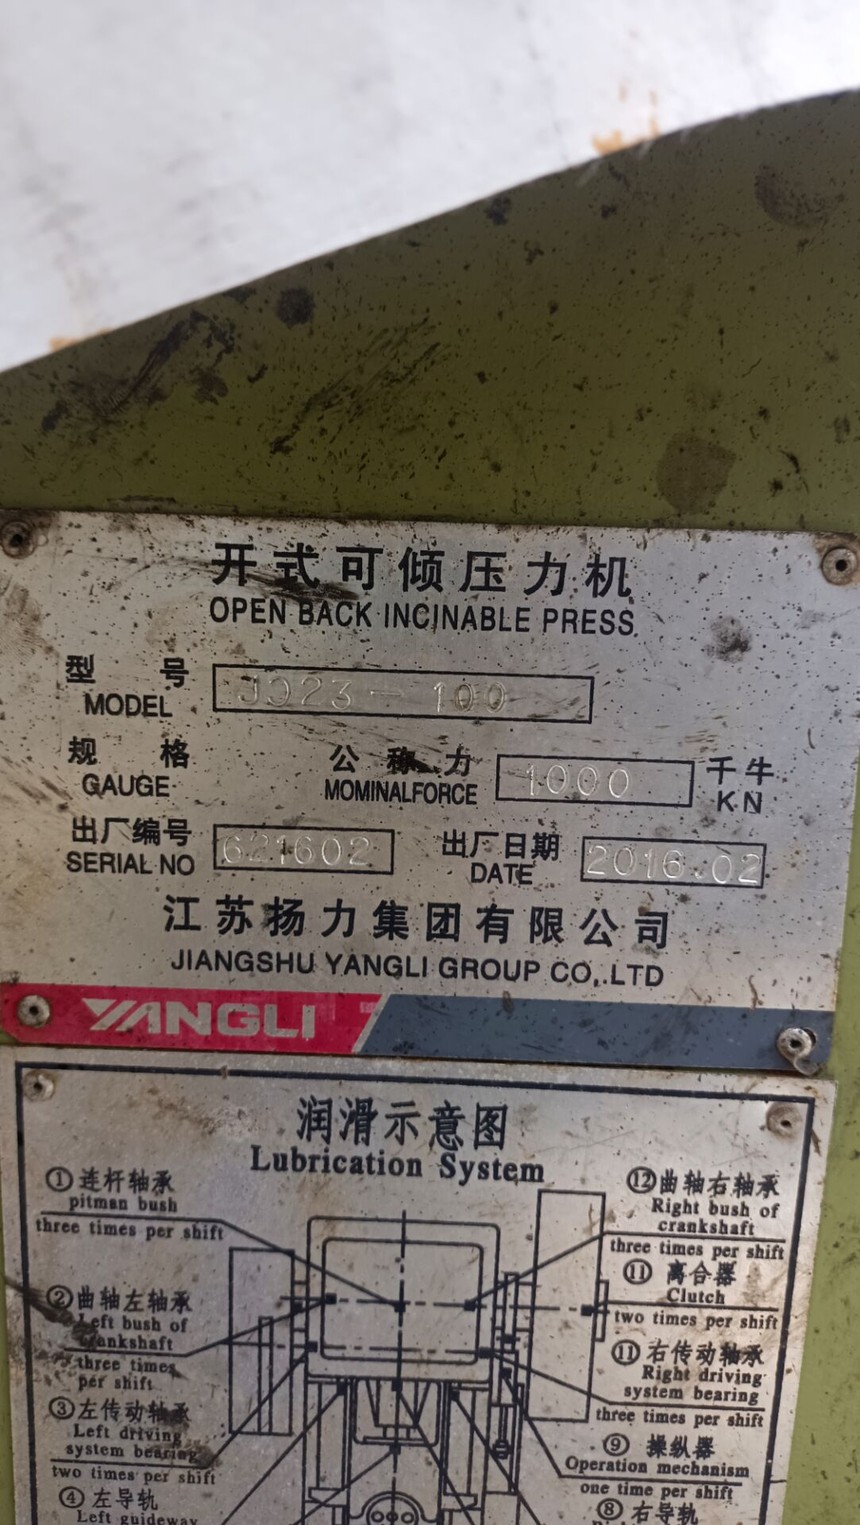 开式可倾压力机
OPEN BACK INCINABLE PRESS
型 号
MODEL
JD23-100
规 格
GAUGE
公称力
MOMINALFORCE
1000
千牛
KN
出厂编号
SERIAL NO
621602
出厂日期
DATE
2016.02
江苏扬力集团有限公司
JIANGSHU YANGLI GROUP CO,.LTD
YANGLI
润滑示意图
Lubrication System
①连杆轴承
pitman bush
three times per shift
②曲轴左轴承
Left bush of
crankshaft
three times
per shift
③左传动轴承
Left driving
system bearing
two times per shift
④左导轨
Left guideway
⑫曲轴右轴承
Right bush of
crankshaft
three times per shift
⑪离合器
Clutch
two times per shift
⑪右传动轴承
Right driving
system bearing
three times per shift
⑨操纵器
Operation mechanism
one time per shift
⑧右导轨